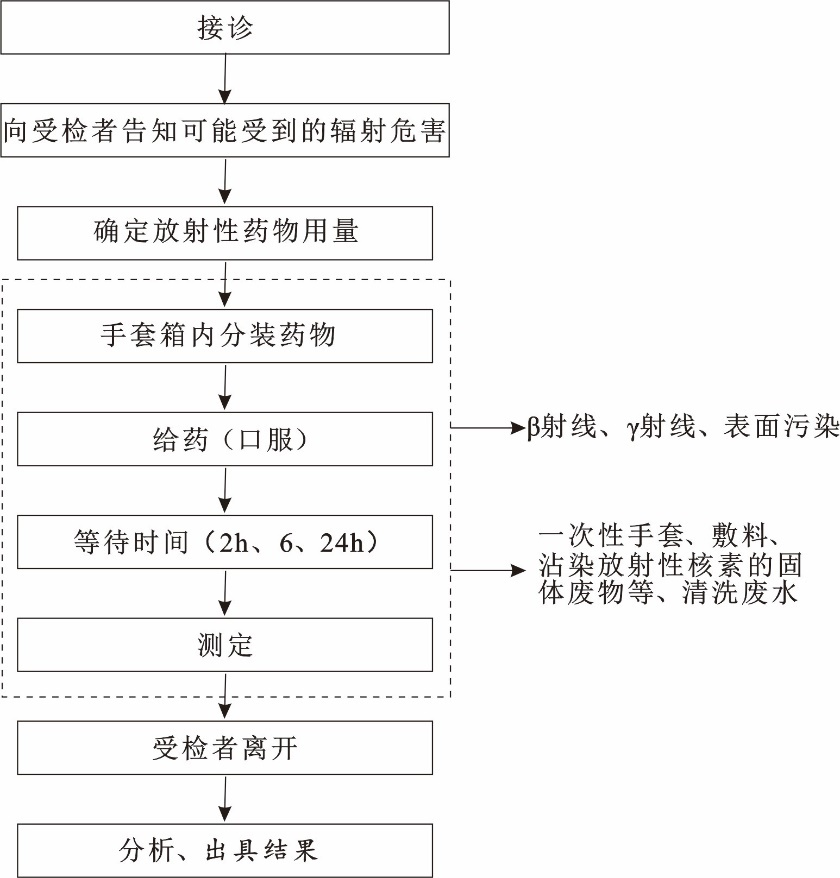 接诊
向受检者告知可能受到的辐射危害
确定放射性药物用量
手套箱内分装药物
给药（口服）
等待时间（2h、6、24h）
测定
受检者离开
分析、出具结果
β射线、γ射线、表面污染
一次性手套、敷料、
沾染放射性核素的固
体废物等、清洗废水